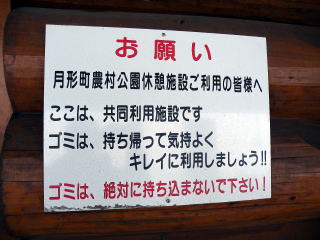 お願い
月形町農村公園休憩施設ご利用の皆様へ
ここは、共同利用施設です
ゴミは、持ち帰って気持よく
キレイに利用しましょう!!
ゴミは、絶対に持ち込まないで下さい!